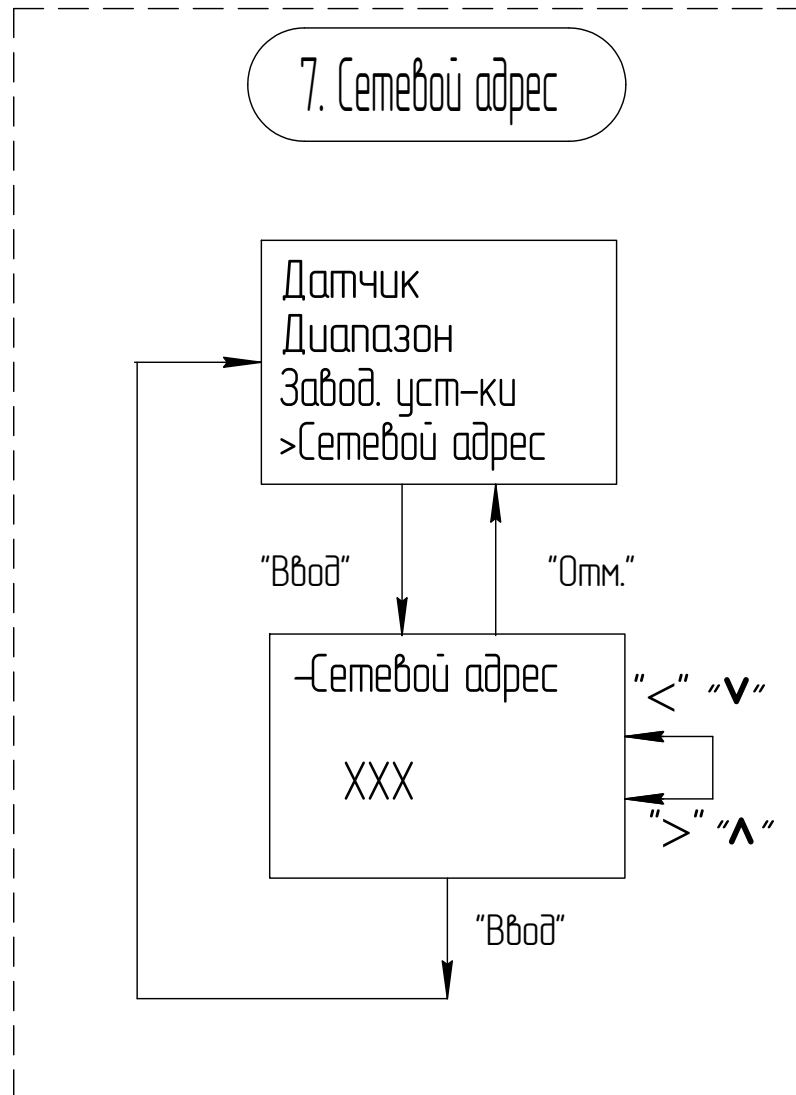 7. Сетевой адрес
Датчик
Диапазон
Завод. уст-ки
>Сетевой адрес
"Ввод" "Отм."
-Сетевой адрес
"<" "V"
XXX
">" "Λ"
"Ввод"